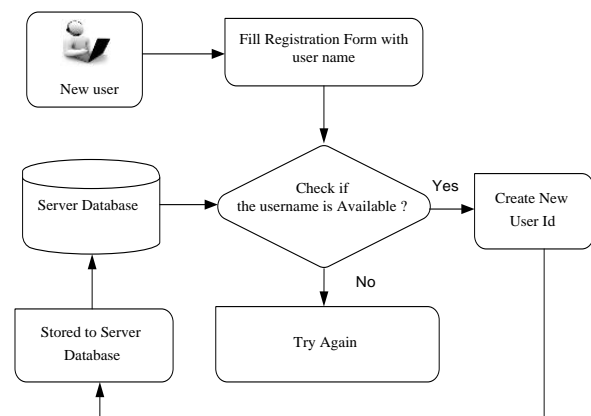 Fill Registration Form with
user name
New user
Check if
the username is Available ?
Yes
Create New
User Id
Server Database
No
Stored to Server
Database
Try Again